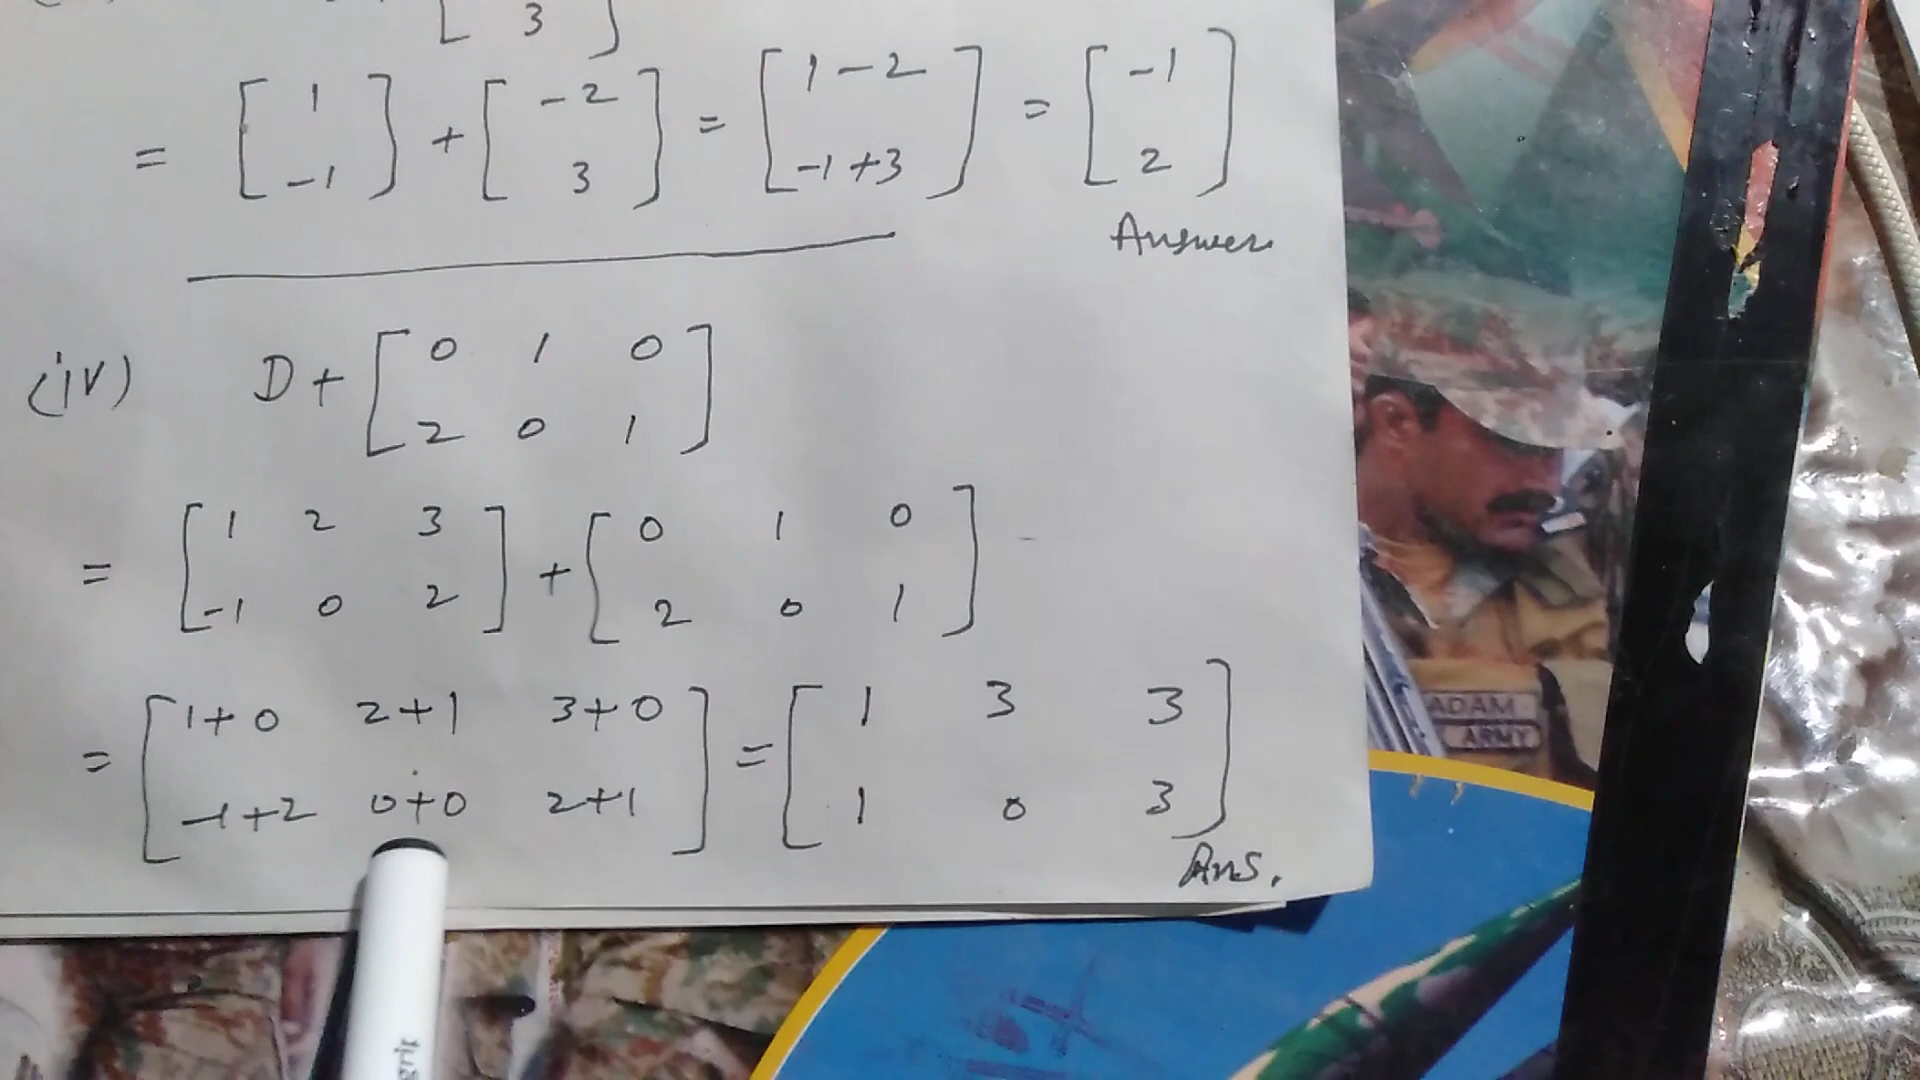 [ 3 ]
= [ 1 ] + [ -2 ] = [ 1-2 ] = [ -1 ]
[ -1 ] [ 3 ] [ -1+3 ] [ 2 ]
Answer
(iv) D + [ 0 1 0 ]
[ 2 0 1 ]
= [ 1 2 3 ] + [ 0 1 0 ]
[ -1 0 2 ] [ 2 0 1 ]
= [ 1+0 2+1 3+0 ] = [ 1 3 3 ]
[ -1+2 0+0 2+1 ] [ 1 0 3 ]
Ans.
ADAM
ARMY